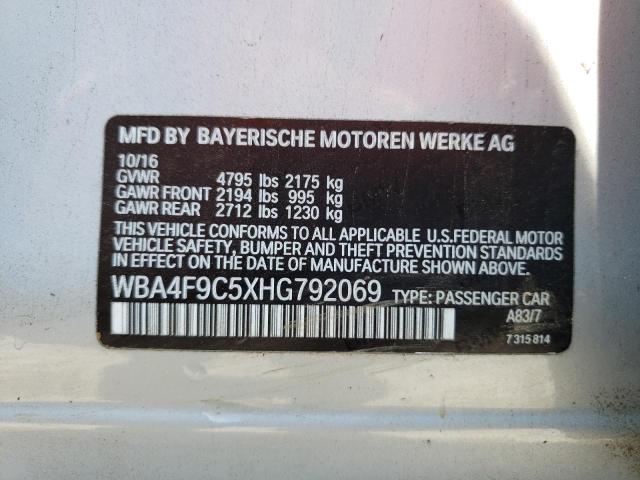 MFD BY BAYERISCHE MOTOREN WERKE AG
10/16
GVWR 4795 lbs 2175 kg
GAWR FRONT 2194 lbs 995 kg
GAWR REAR 2712 lbs 1230 kg
THIS VEHICLE CONFORMS TO ALL APPLICABLE U.S.FEDERAL MOTOR
VEHICLE SAFETY, BUMPER AND THEFT PREVENTION STANDARDS
IN EFFECT ON THE DATE OF MANUFACTURE SHOWN ABOVE.
WBA4F9C5XHG792069 TYPE: PASSENGER CAR
A83/7
7 315 814